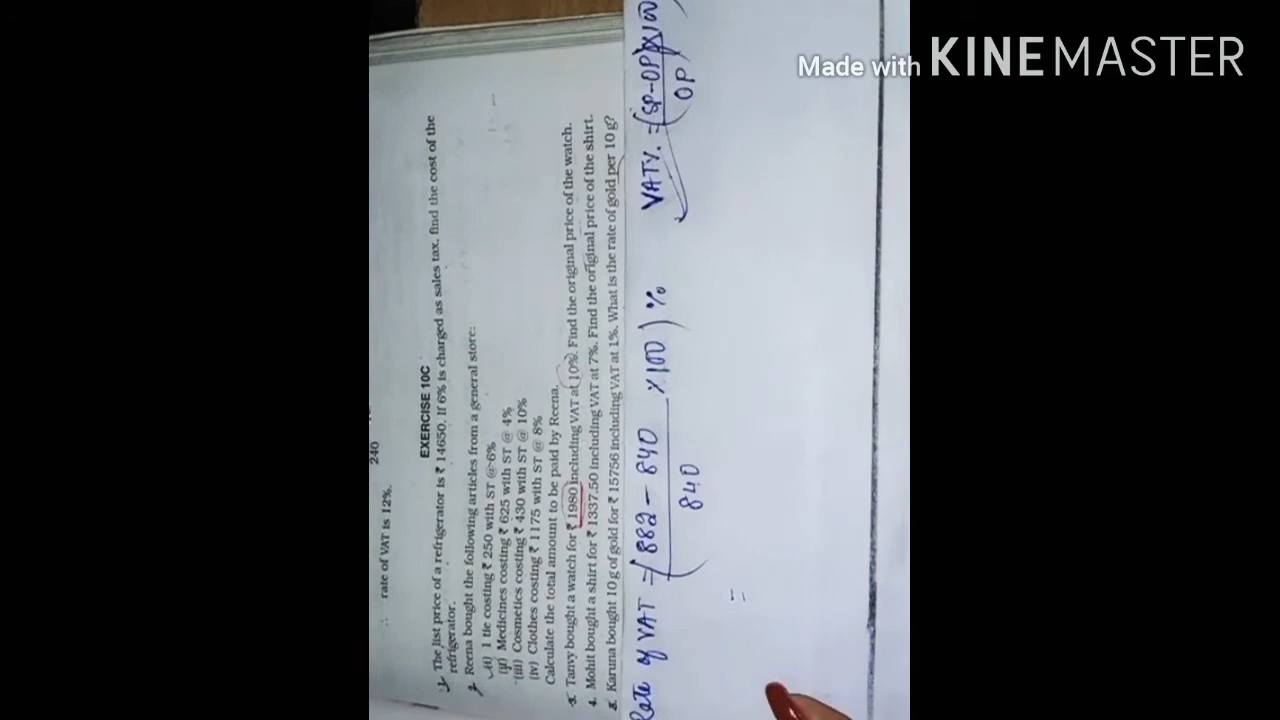 Made with KINEMASTER
240
∴ rate of VAT is 12%.
EXERCISE 10C
1. The list price of a refrigerator is ₹ 14650. If 6% is charged as sales tax, find the cost of the
refrigerator.
2. Reena bought the following articles from a general store:
(i) 1 tie costing ₹ 250 with ST @ 6%
(ii) Medicines costing ₹ 625 with ST @ 4%
(iii) Cosmetics costing ₹ 430 with ST @ 10%
(iv) Clothes costing ₹ 1175 with ST @ 8%
Calculate the total amount to be paid by Reena.
3. Tanvy bought a watch for ₹ 1980 including VAT at 10%. Find the original price of the watch.
4. Mohit bought a shirt for ₹ 1337.50 including VAT at 7%. Find the original price of the shirt.
5. Karuna bought 10 g of gold for ₹ 15756 including VAT at 1%. What is the rate of gold per 10 g?
Rate of VAT = (882 - 840 / 840 × 100) %
VAT% = (SP - OP / OP) × 100
=